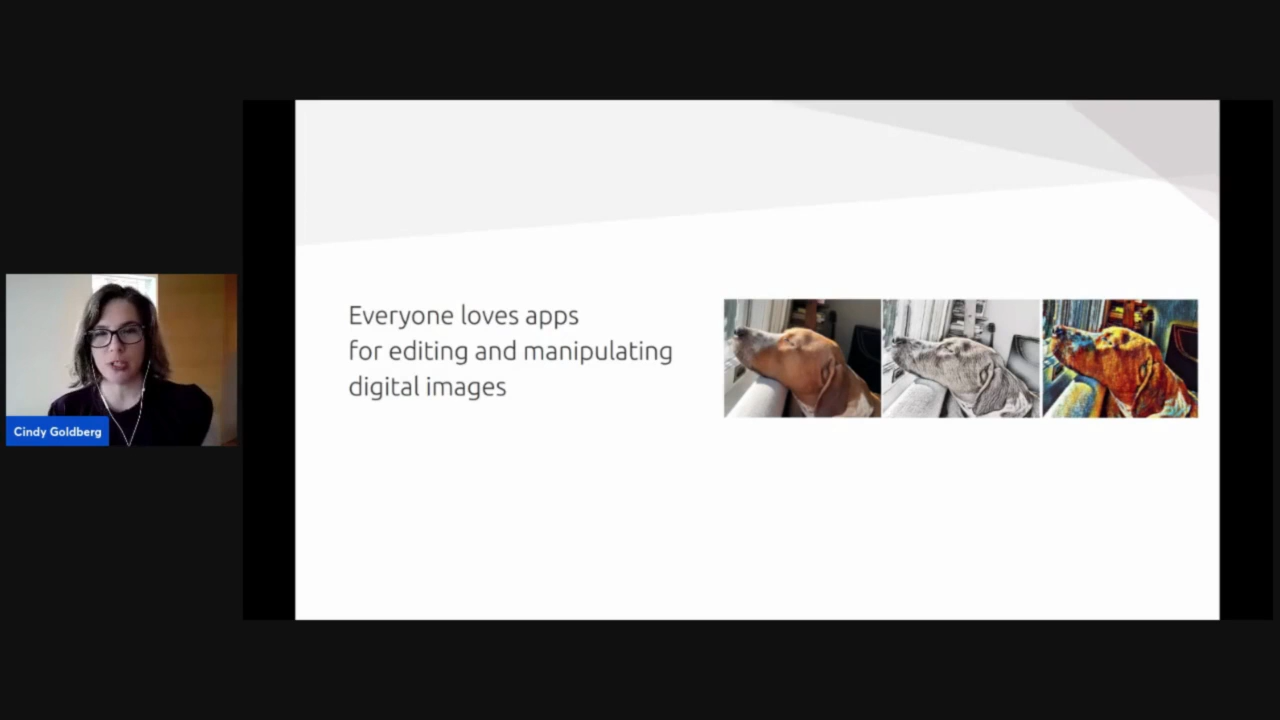 Everyone loves apps
for editing and manipulating
digital images
Cindy Goldberg